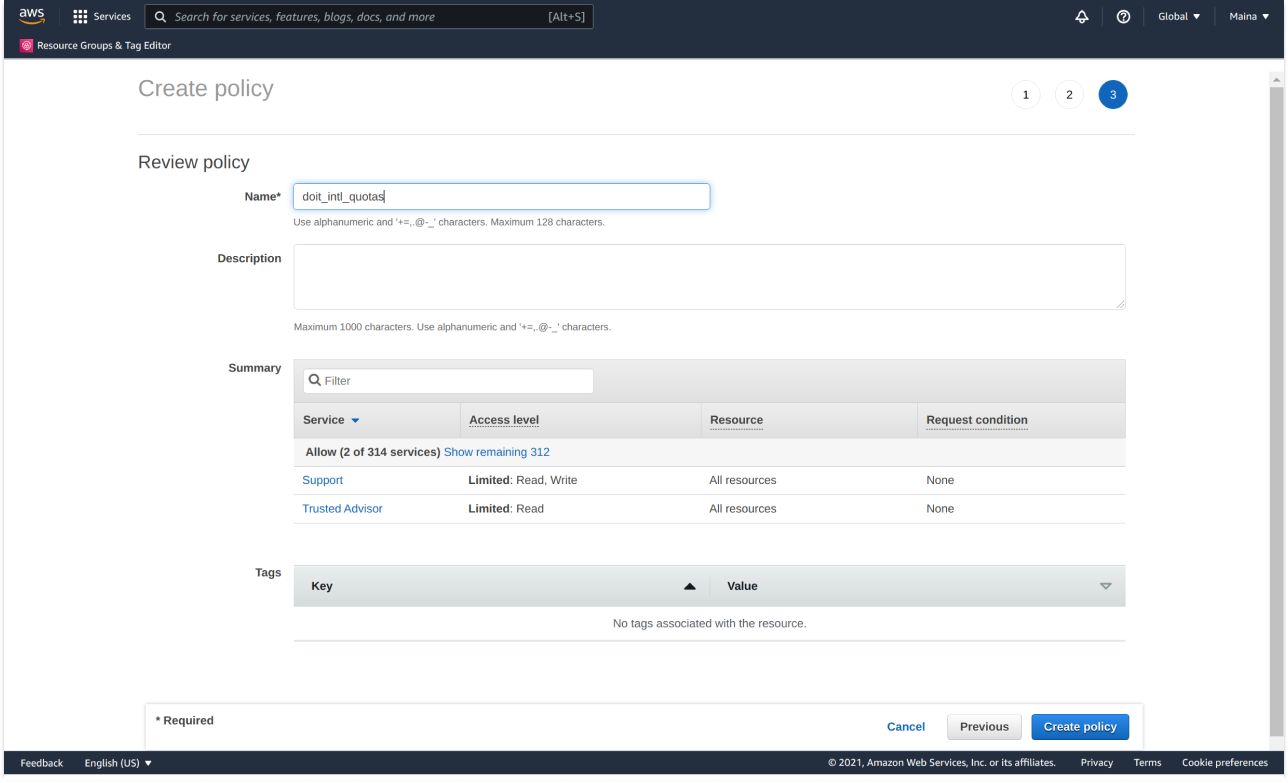 aws Services Search for services, features, blogs, docs, and more [Alt+S] Global Maina
Resource Groups & Tag Editor
Create policy 1 2 3
Review policy
Name* doit_intl_quotas
Use alphanumeric and '+=,.@-_' characters. Maximum 128 characters.
Description
Maximum 1000 characters. Use alphanumeric and '+=,.@-_' characters.
Summary Filter
Service Access level Resource Request condition
Allow (2 of 314 services) Show remaining 312
Support Limited: Read, Write All resources None
Trusted Advisor Limited: Read All resources None
Tags Key Value
No tags associated with the resource.
* Required Cancel Previous Create policy
Feedback English (US) © 2021, Amazon Web Services, Inc. or its affiliates. Privacy Terms Cookie preferences